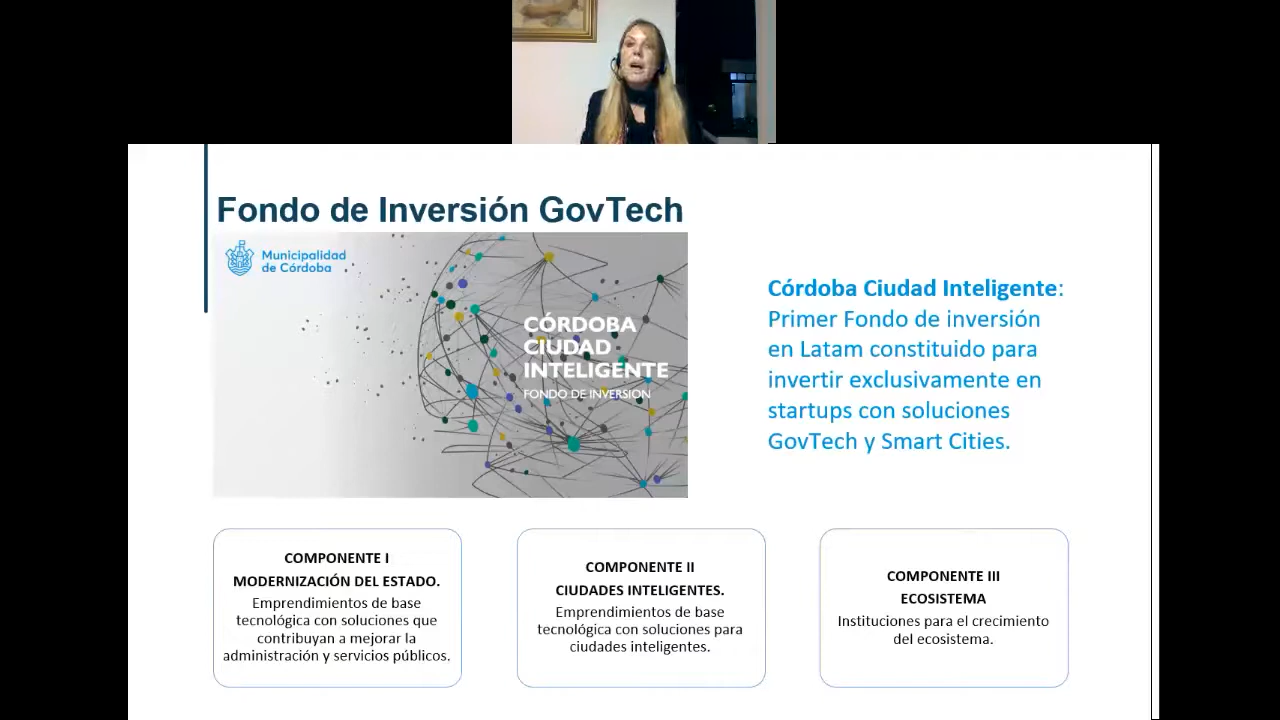 Fondo de Inversión GovTech
Municipalidad
de Córdoba
CÓRDOBA
CIUDAD
INTELIGENTE
FONDO DE INVERSIÓN
Córdoba Ciudad Inteligente:
Primer Fondo de inversión
en Latam constituido para
invertir exclusivamente en
startups con soluciones
GovTech y Smart Cities.
COMPONENTE I
MODERNIZACIÓN DEL ESTADO.
Emprendimientos de base
tecnológica con soluciones que
contribuyan a mejorar la
administración y servicios públicos.
COMPONENTE II
CIUDADES INTELIGENTES.
Emprendimientos de base
tecnológica con soluciones para
ciudades inteligentes.
COMPONENTE III
ECOSISTEMA
Instituciones para el crecimiento
del ecosistema.